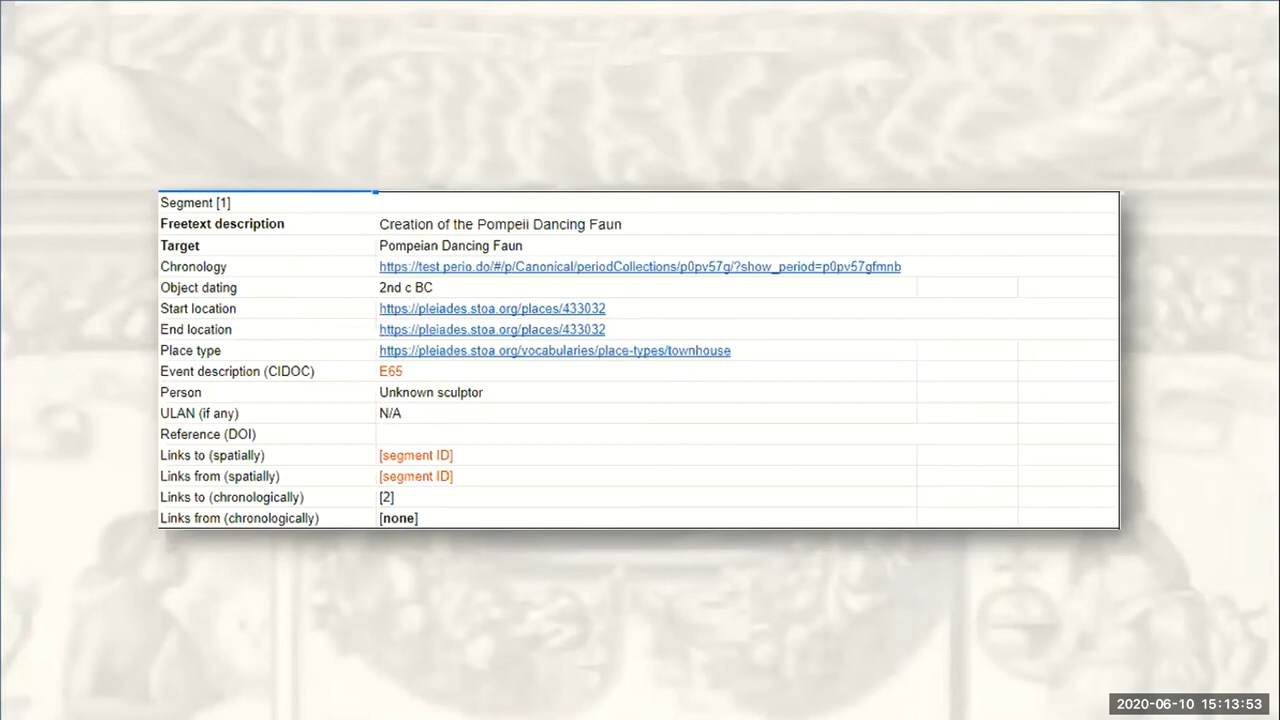 Segment [1]
Freetext description Creation of the Pompeii Dancing Faun
Target Pompeian Dancing Faun
Chronology https://test.perio.do/#/p/Canonical/periodCollections/p0pv57g/?show_period=p0pv57gfmnb
Object dating 2nd c BC
Start location https://pleiades.stoa.org/places/433032
End location https://pleiades.stoa.org/places/433032
Place type https://pleiades.stoa.org/vocabularies/place-types/townhouse
Event description (CIDOC) E65
Person Unknown sculptor
ULAN (if any) N/A
Reference (DOI)
Links to (spatially) [segment ID]
Links from (spatially) [segment ID]
Links to (chronologically) [2]
Links from (chronologically) [none]
2020-06-10 15:13:53